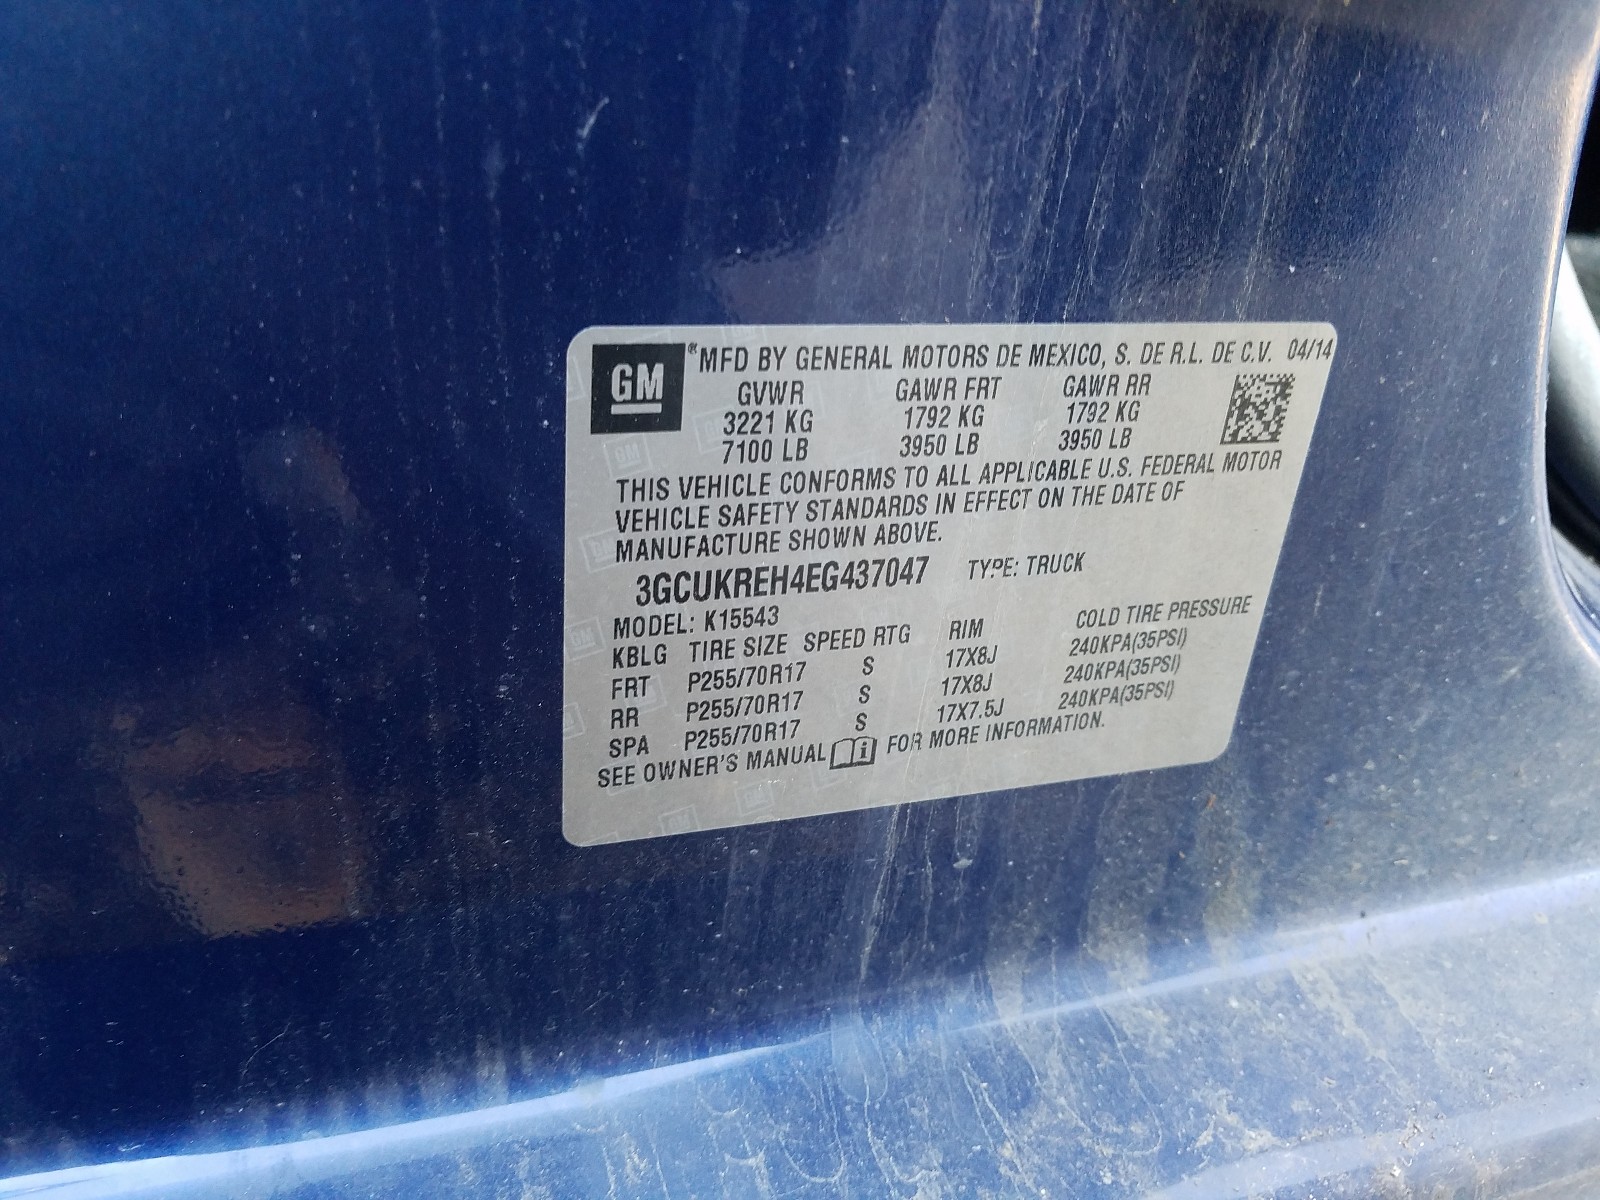 GM ® MFD BY GENERAL MOTORS DE MEXICO, S. DE R.L. DE C.V. 04/14
GVWR GAWR FRT GAWR RR
3221 KG 1792 KG 1792 KG
7100 LB 3950 LB 3950 LB
THIS VEHICLE CONFORMS TO ALL APPLICABLE U.S. FEDERAL MOTOR
VEHICLE SAFETY STANDARDS IN EFFECT ON THE DATE OF
MANUFACTURE SHOWN ABOVE.
3GCUKREH4EG437047 TYPE: TRUCK
MODEL: K15543
KBLG TIRE SIZE SPEED RTG RIM COLD TIRE PRESSURE
FRT P255/70R17 S 17X8J 240KPA(35PSI)
RR P255/70R17 S 17X8J 240KPA(35PSI)
SPA P255/70R17 S 17X7.5J 240KPA(35PSI)
SEE OWNER'S MANUAL i FOR MORE INFORMATION.